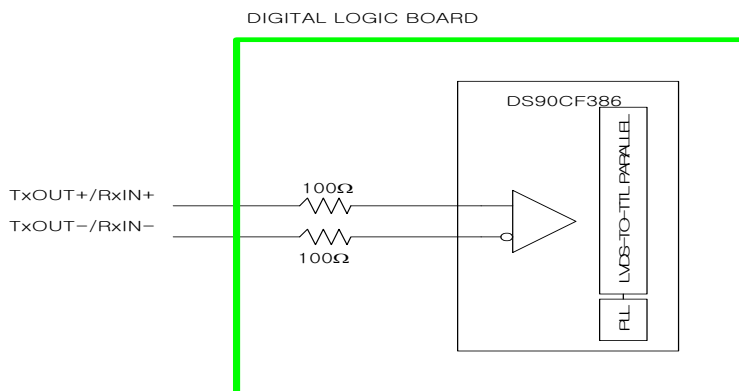 DIGITAL LOGIC BOARD
DS90CF386
LVDS-TO-TTL PARALLEL
PLL
TxOUT+/RxIN+
100Ω
TxOUT-/RxIN-
100Ω